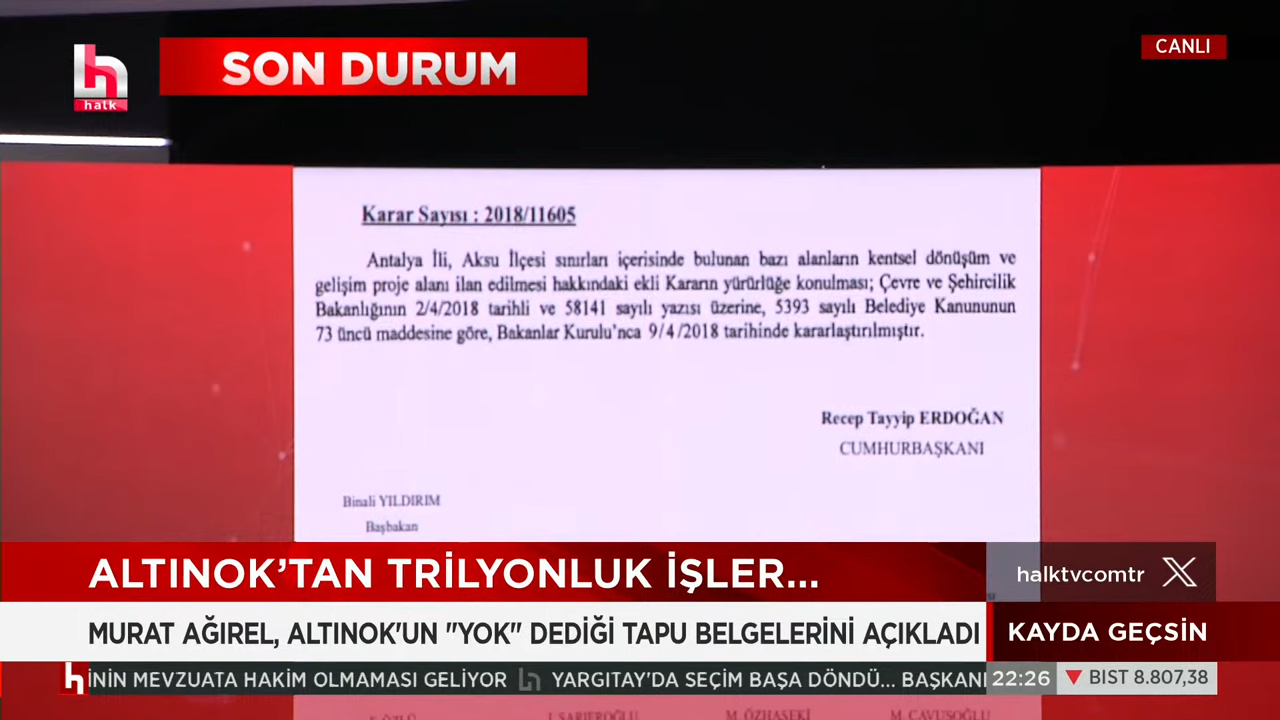 SON DURUM
CANLI
halk
Karar Sayısı : 2018/11605
Antalya İli, Aksu İlçesi sınırları içerisinde bulunan bazı alanların kentsel dönüşüm ve
gelişim proje alanı ilan edilmesi hakkındaki ekli Kararın yürürlüğe konulması; Çevre ve Şehircilik
Bakanlığının 2/4/2018 tarihli ve 58141 sayılı yazısı üzerine, 5393 sayılı Belediye Kanununun
73 üncü maddesine göre, Bakanlar Kurulu'nca 9/4/2018 tarihinde kararlaştırılmıştır.
Recep Tayyip ERDOĞAN
CUMHURBAŞKANI
Binali YILDIRIM
Başbakan
ALTINOK'TAN TRİLYONLUK İŞLER...
halktvcomtr
MURAT AĞIREL, ALTINOK'UN "YOK" DEDİĞİ TAPU BELGELERİNİ AÇIKLADI
KAYDA GEÇSİN
İNİN MEVZUATA HAKİM OLMAMASI GELİYOR YARGITAY'DA SEÇİM BAŞA DÖNDÜ... BAŞKANI
22:26
BIST 8.807,38
M. ÖZHASEKİ
M. ÇAVUŞOĞLU